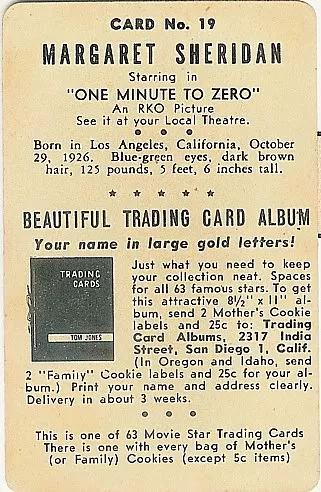 CARD No. 19
MARGARET SHERIDAN
Starring in
"ONE MINUTE TO ZERO"
An RKO Picture
See it at your Local Theatre.
Born in Los Angeles, California, October
29, 1926. Blue-green eyes, dark brown
hair, 125 pounds, 5 feet, 6 inches tall.
BEAUTIFUL TRADING CARD ALBUM
Your name in large gold letters!
TRADING
CARDS
TOM JONES
Just what you need to keep
your collection neat. Spaces
for all 63 famous stars. To get
this attractive 8½" x 11" al-
bum, send 2 Mother's Cookie
labels and 25c to: Trading
Card Albums, 2317 India
Street, San Diego 1, Calif.
(In Oregon and Idaho, send
2 "Family" Cookie labels and 25c for your al-
bum.) Print your name and address clearly.
Delivery in about 3 weeks.
This is one of 63 Movie Star Trading Cards
There is one with every bag of Mother's
(or Family) Cookies (except 5c items)